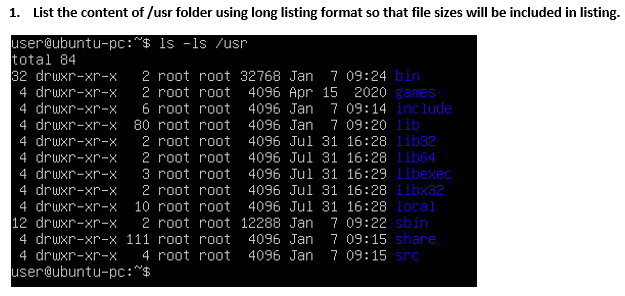 1. List the content of /usr folder using long listing format so that file sizes will be included in listing.
user@ubuntu-pc:~$ ls -ls /usr
total 84
32 drwxr-xr-x   2 root root 32768 Jan  7 09:24 bin
 4 drwxr-xr-x   2 root root  4096 Apr 15  2020 games
 4 drwxr-xr-x   6 root root  4096 Jan  7 09:14 include
 4 drwxr-xr-x  80 root root  4096 Jan  7 09:20 lib
 4 drwxr-xr-x   2 root root  4096 Jul 31 16:28 lib32
 4 drwxr-xr-x   2 root root  4096 Jul 31 16:28 lib64
 4 drwxr-xr-x   3 root root  4096 Jul 31 16:29 libexec
 4 drwxr-xr-x   2 root root  4096 Jul 31 16:28 libx32
 4 drwxr-xr-x  10 root root  4096 Jul 31 16:28 local
12 drwxr-xr-x   2 root root 12288 Jan  7 09:22 sbin
 4 drwxr-xr-x 111 root root  4096 Jan  7 09:15 share
 4 drwxr-xr-x   4 root root  4096 Jan  7 09:15 src
user@ubuntu-pc:~$